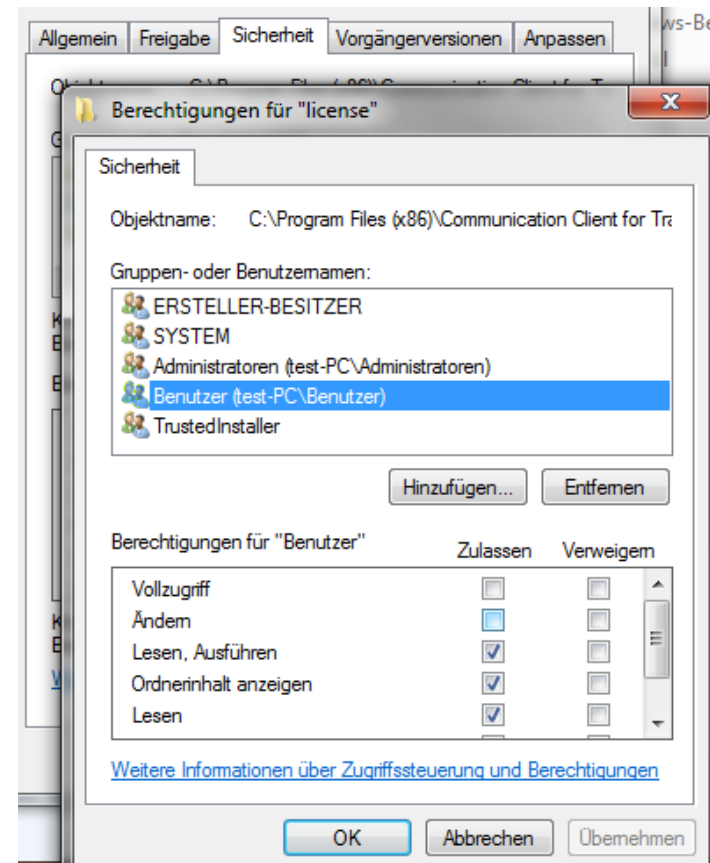 Allgemein Freigabe Sicherheit Vorgängerversionen Anpassen
ws-Be
Berechtigungen für "license"
Sicherheit
Objektname: C:\Program Files (x86)\Communication Client for Tra
Gruppen- oder Benutzernamen:
ERSTELLER-BESITZER
SYSTEM
Administratoren (test-PC\Administratoren)
Benutzer (test-PC\Benutzer)
TrustedInstaller
Hinzufügen... Entfernen
Berechtigungen für "Benutzer" Zulassen Verweigern
Vollzugriff
Ändern
Lesen, Ausführen
Ordnerinhalt anzeigen
Lesen
Weitere Informationen über Zugriffssteuerung und Berechtigungen
OK Abbrechen Übernehmen